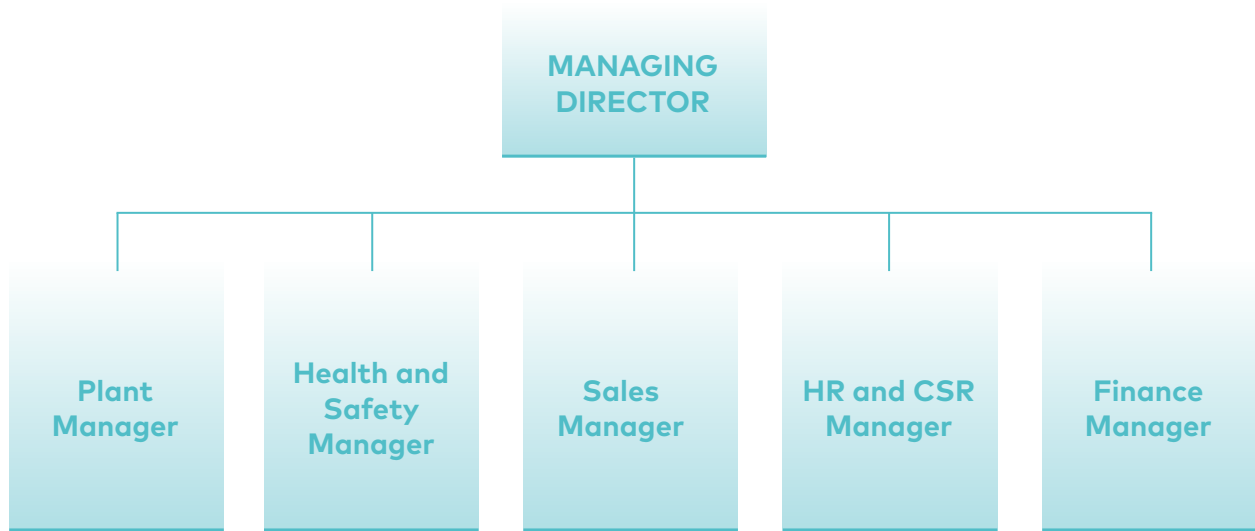 MANAGING
DIRECTOR
Plant
Manager
Health and
Safety
Manager
Sales
Manager
HR and CSR
Manager
Finance
Manager